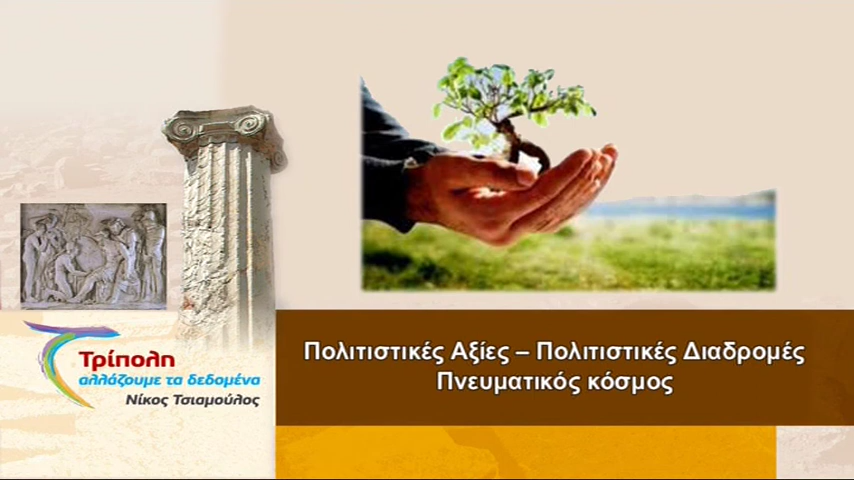 Τρίπολη
αλλάζουμε τα δεδομένα
Νίκος Τσιαμούλος
Πολιτιστικές Αξίες – Πολιτιστικές Διαδρομές
Πνευματικός κόσμος